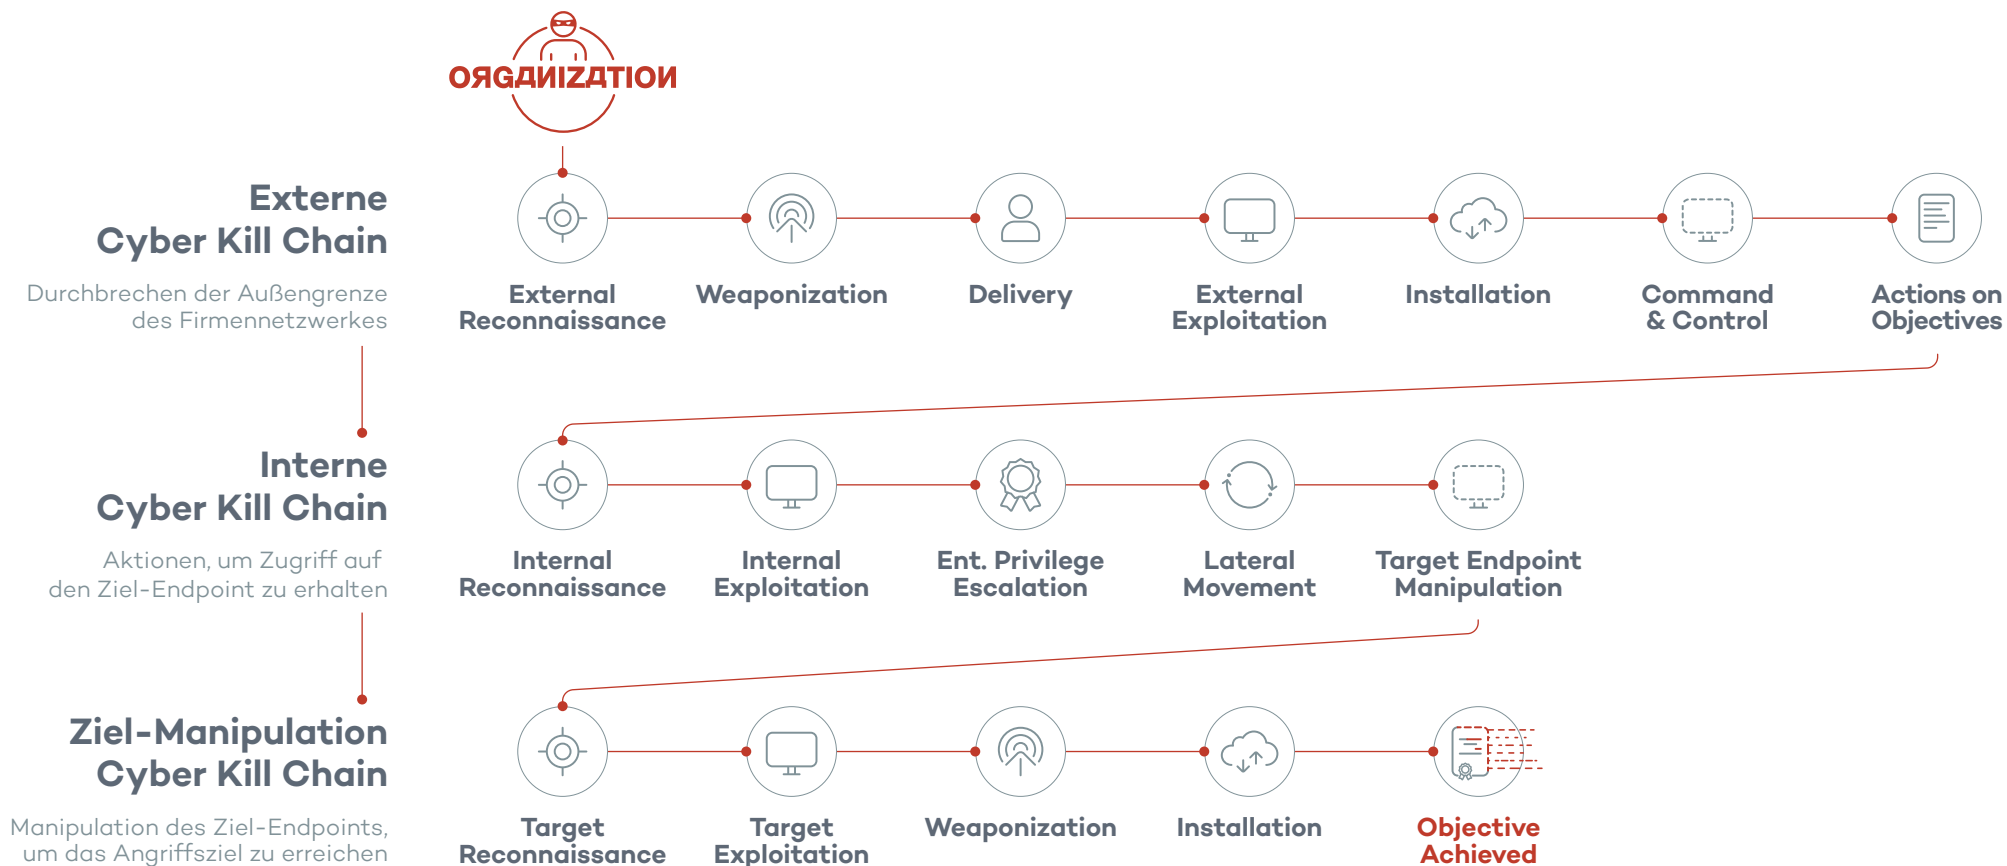 OЯGДИIZДTIOИ
Externe
Cyber Kill Chain
Durchbrechen der Außengrenze
des Firmennetzwerkes
External
Reconnaissance
Weaponization
Delivery
External
Exploitation
Installation
Command
& Control
Actions on
Objectives
Interne
Cyber Kill Chain
Aktionen, um Zugriff auf
den Ziel-Endpoint zu erhalten
Internal
Reconnaissance
Internal
Exploitation
Ent. Privilege
Escalation
Lateral
Movement
Target Endpoint
Manipulation
Ziel-Manipulation
Cyber Kill Chain
Manipulation des Ziel-Endpoints,
um das Angriffsziel zu erreichen
Target
Reconnaissance
Target
Exploitation
Weaponization
Installation
Objective
Achieved